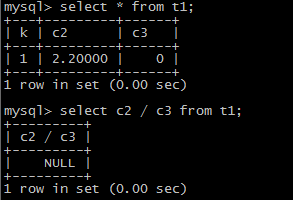 mysql> select * from t1;
+---+---------+------+
| k | c2      | c3   |
+---+---------+------+
| 1 | 2.20000 |    0 |
+---+---------+------+
1 row in set (0.00 sec)
mysql> select c2 / c3 from t1;
+---------+
| c2 / c3 |
+---------+
|    NULL |
+---------+
1 row in set (0.00 sec)